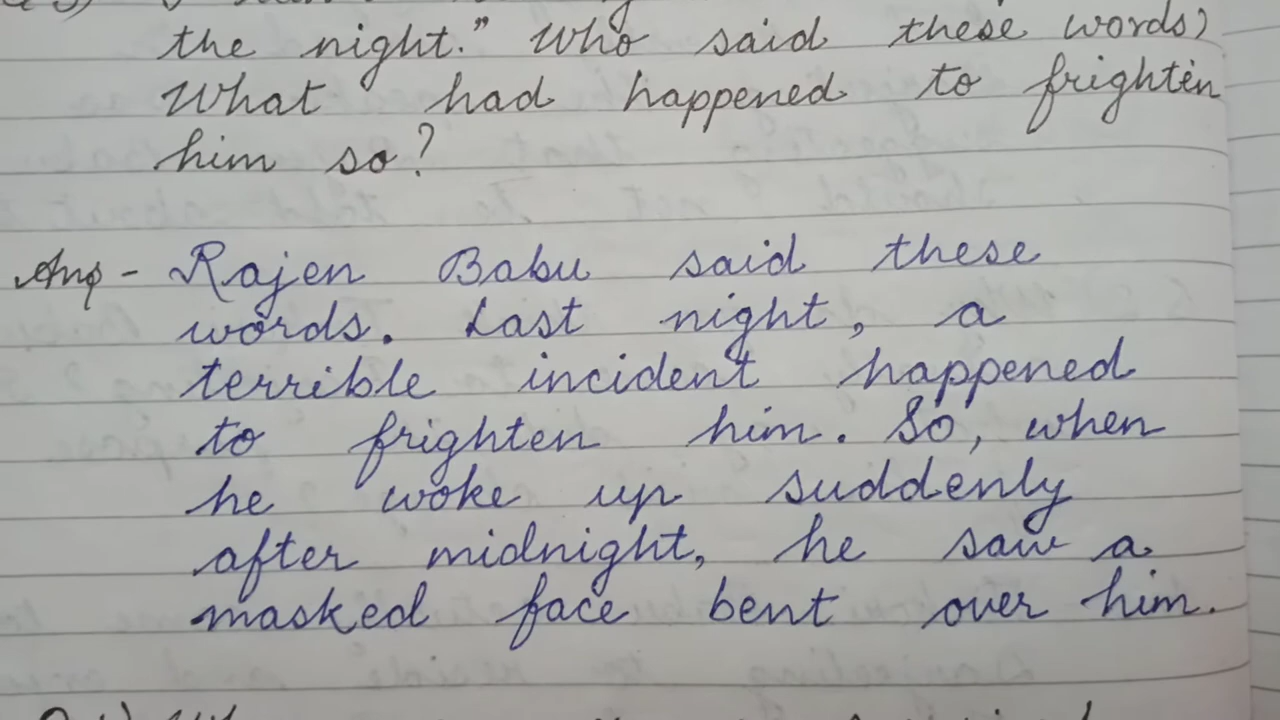 the night." Who said these words?
What had happened to frighten
him so?
Ans - Rajen Babu said these
words. Last night, a
terrible incident happened
to frighten him. So, when
he woke up suddenly
after midnight, he saw a
masked face bent over him.